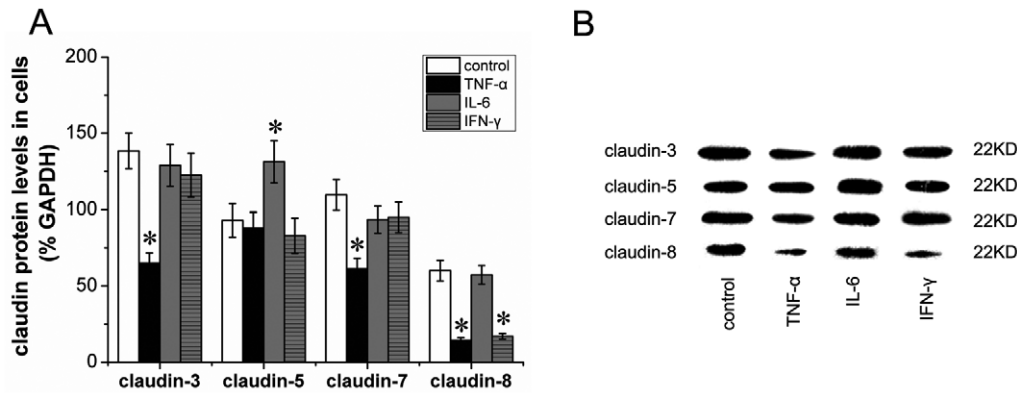 A
claudin protein levels in cells
(% GAPDH)
200
150
100
50
0
control
TNF-α
IL-6
IFN-γ
*
*
*
*
*
claudin-3
claudin-5
claudin-7
claudin-8
B
claudin-3 22KD
claudin-5 22KD
claudin-7 22KD
claudin-8 22KD
control
TNF-α
IL-6
IFN-γ